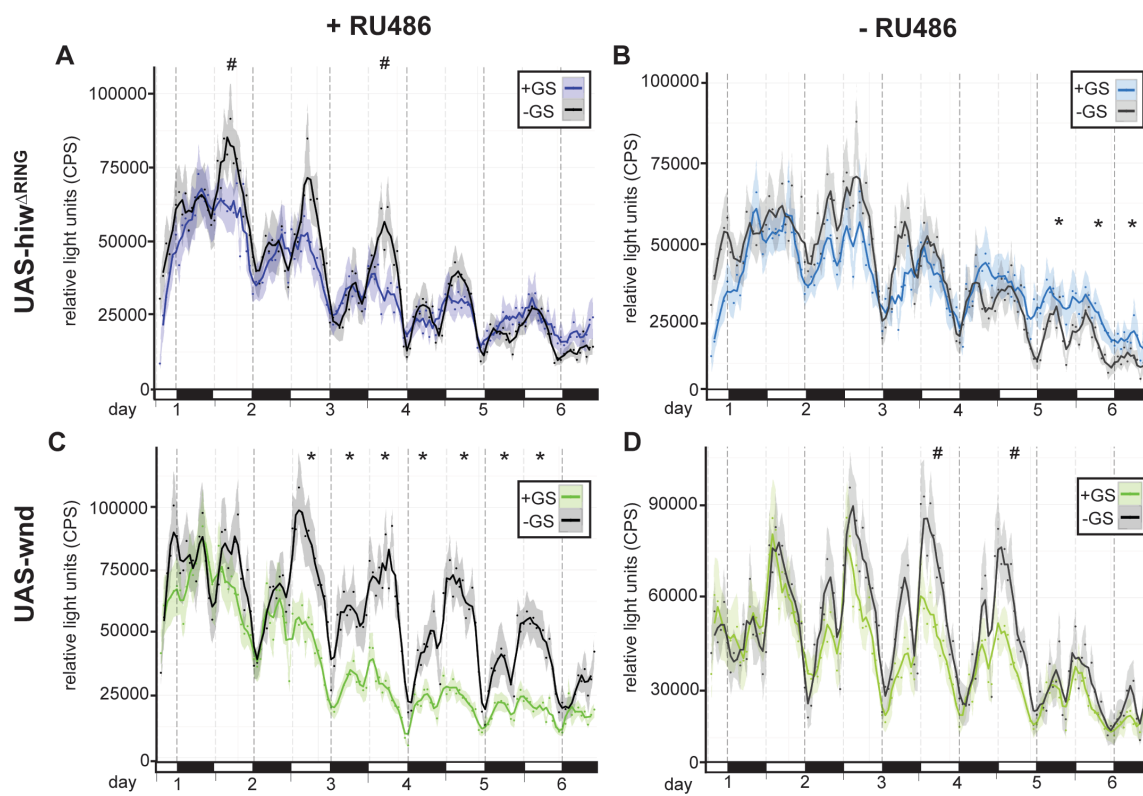 + RU486
- RU486
UAS-hiw^ΔRING
A
# #
+GS
-GS
relative light units (CPS)
100000
75000
50000
25000
0
day 1 2 3 4 5 6
B
+GS
-GS
* * *
relative light units (CPS)
100000
75000
50000
25000
0
1 2 3 4 5 6
UAS-wnd
C
* * * * * * *
+GS
-GS
relative light units (CPS)
100000
75000
50000
25000
0
day 1 2 3 4 5 6
D
# #
+GS
-GS
relative light units (CPS)
90000
60000
30000
0
day 1 2 3 4 5 6